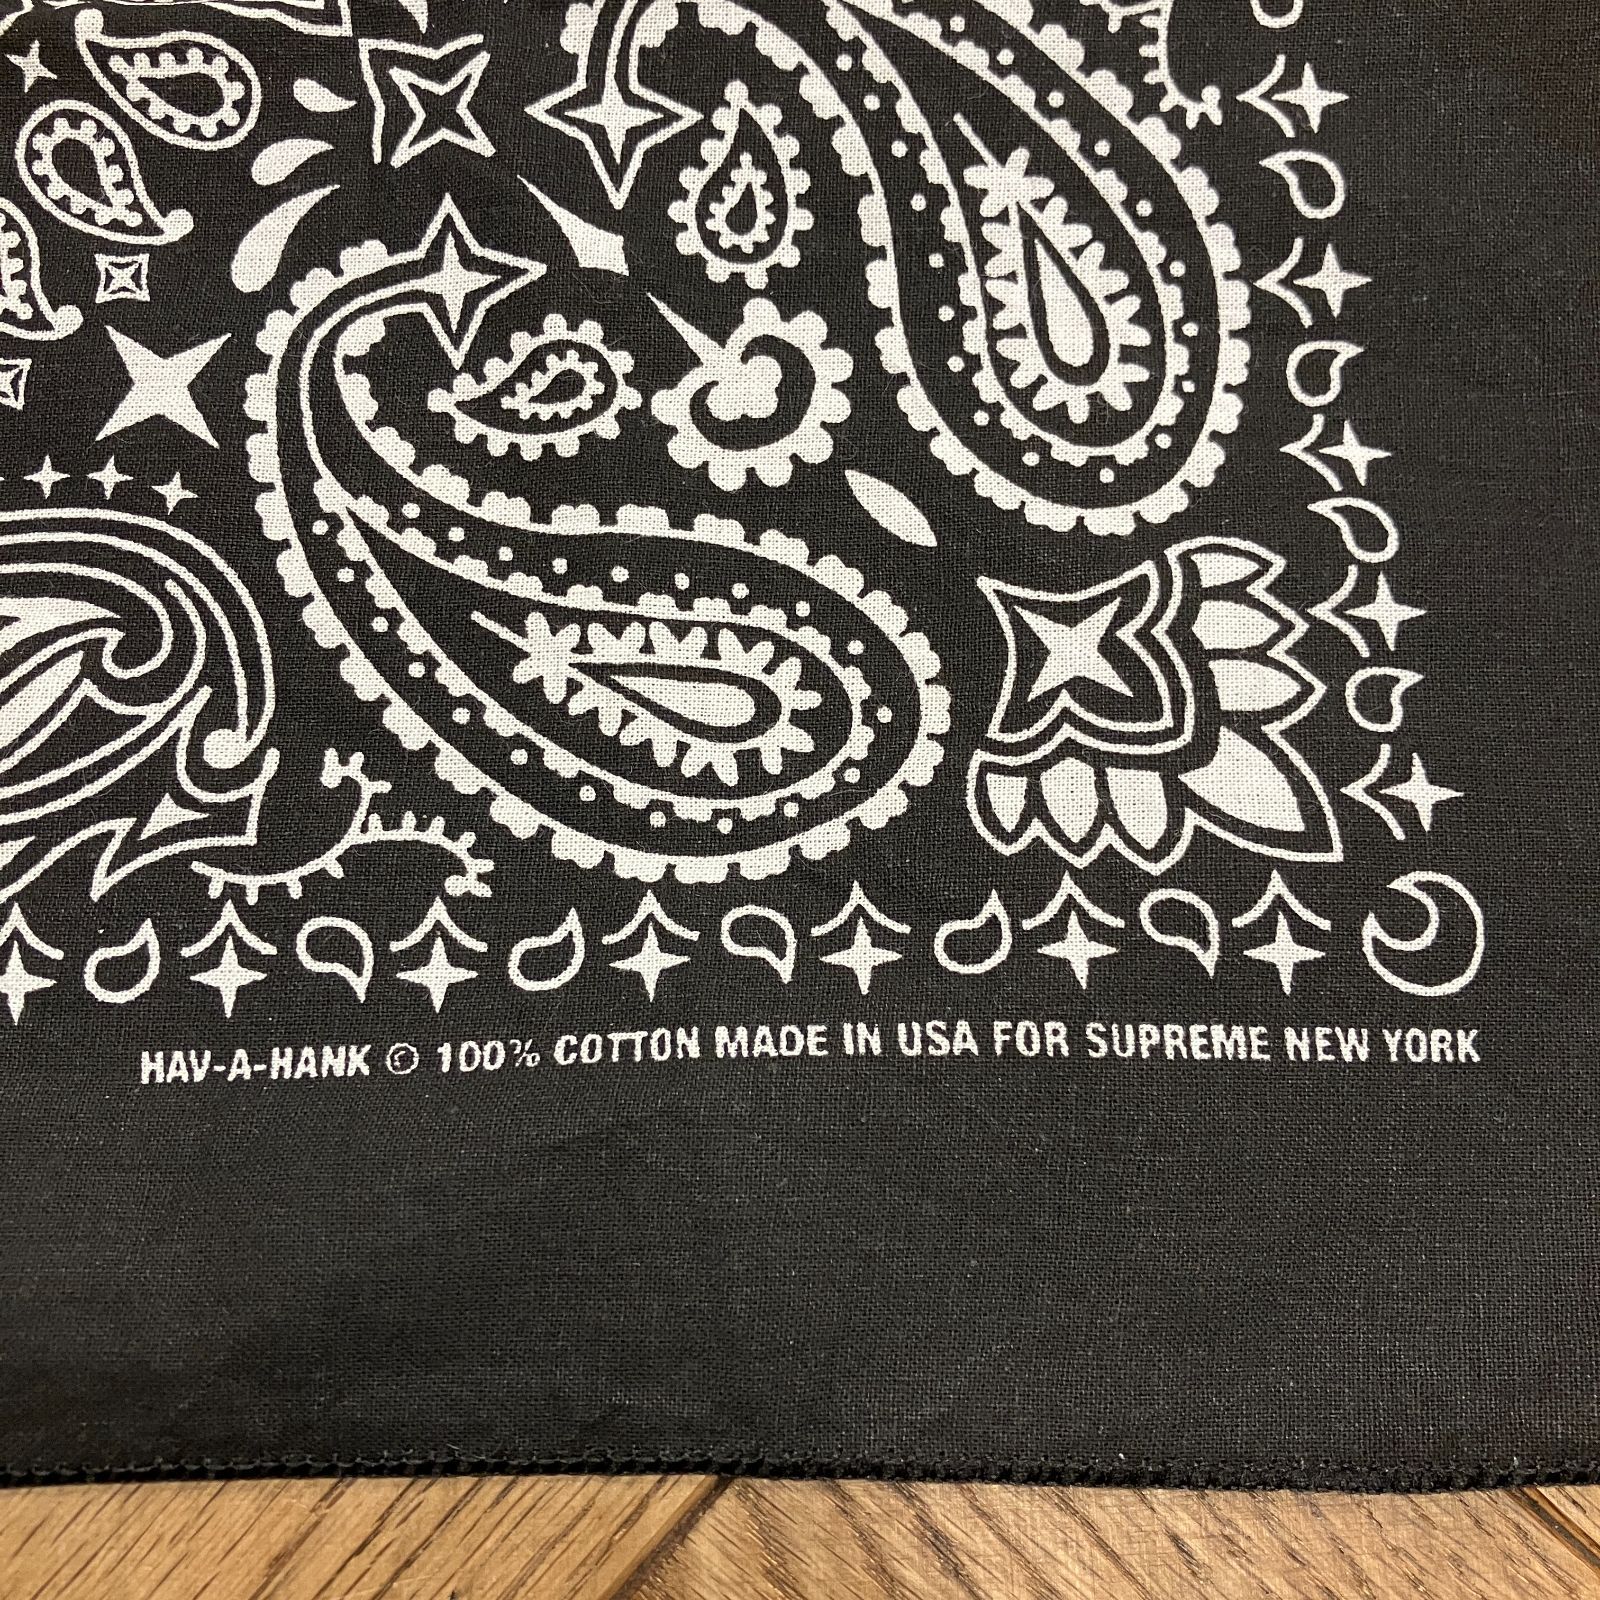 HAV-A-HANK © 100% COTTON MADE IN USA FOR SUPREME NEW YORK